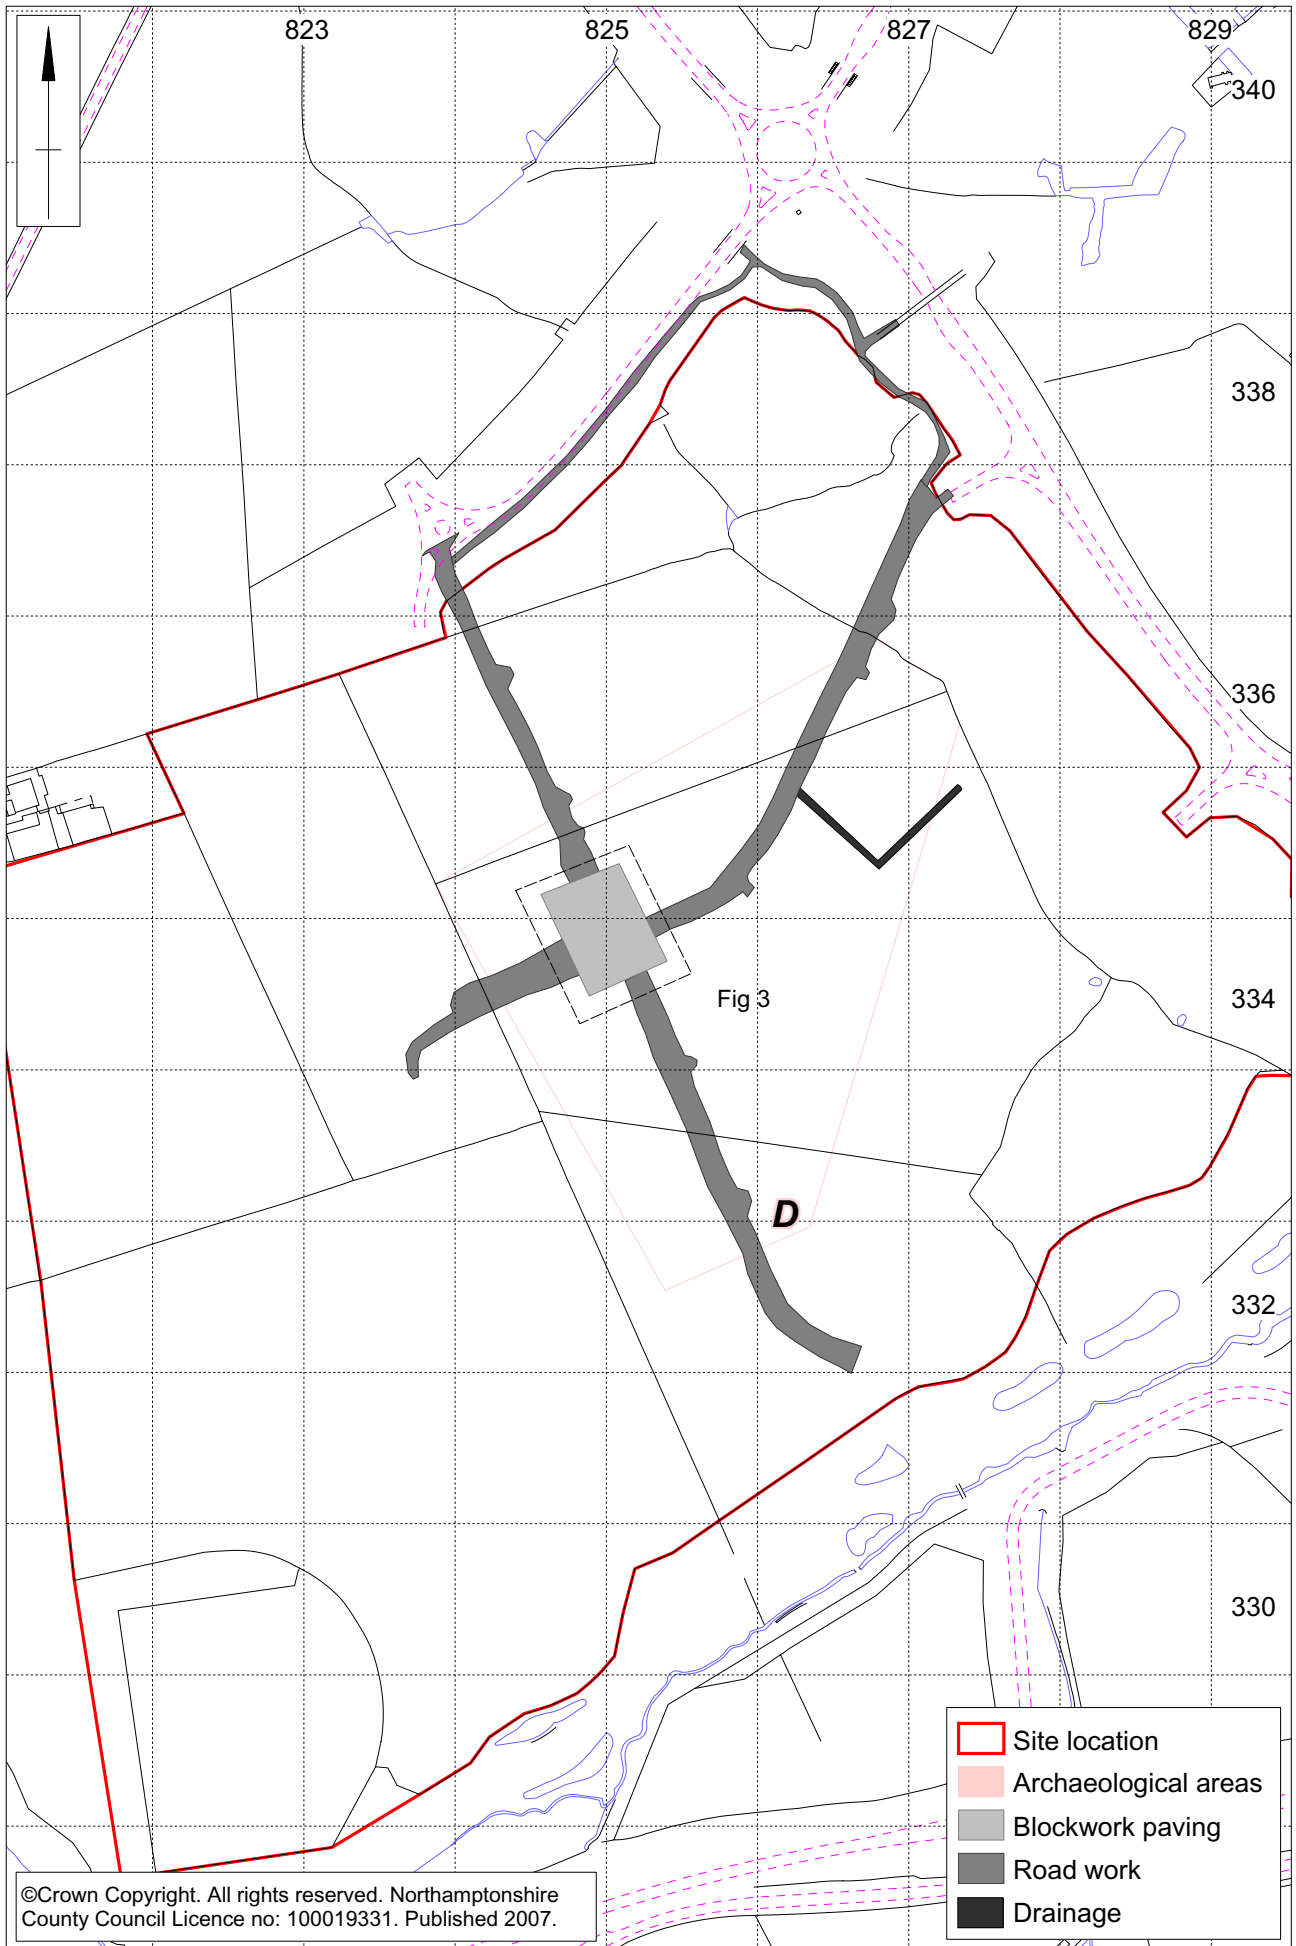 823
825
827
829
340
338
336
334
Fig 3
D
332
330
Site location
Archaeological areas
Blockwork paving
Road work
Drainage
©Crown Copyright. All rights reserved. Northamptonshire
County Council Licence no: 100019331. Published 2007.